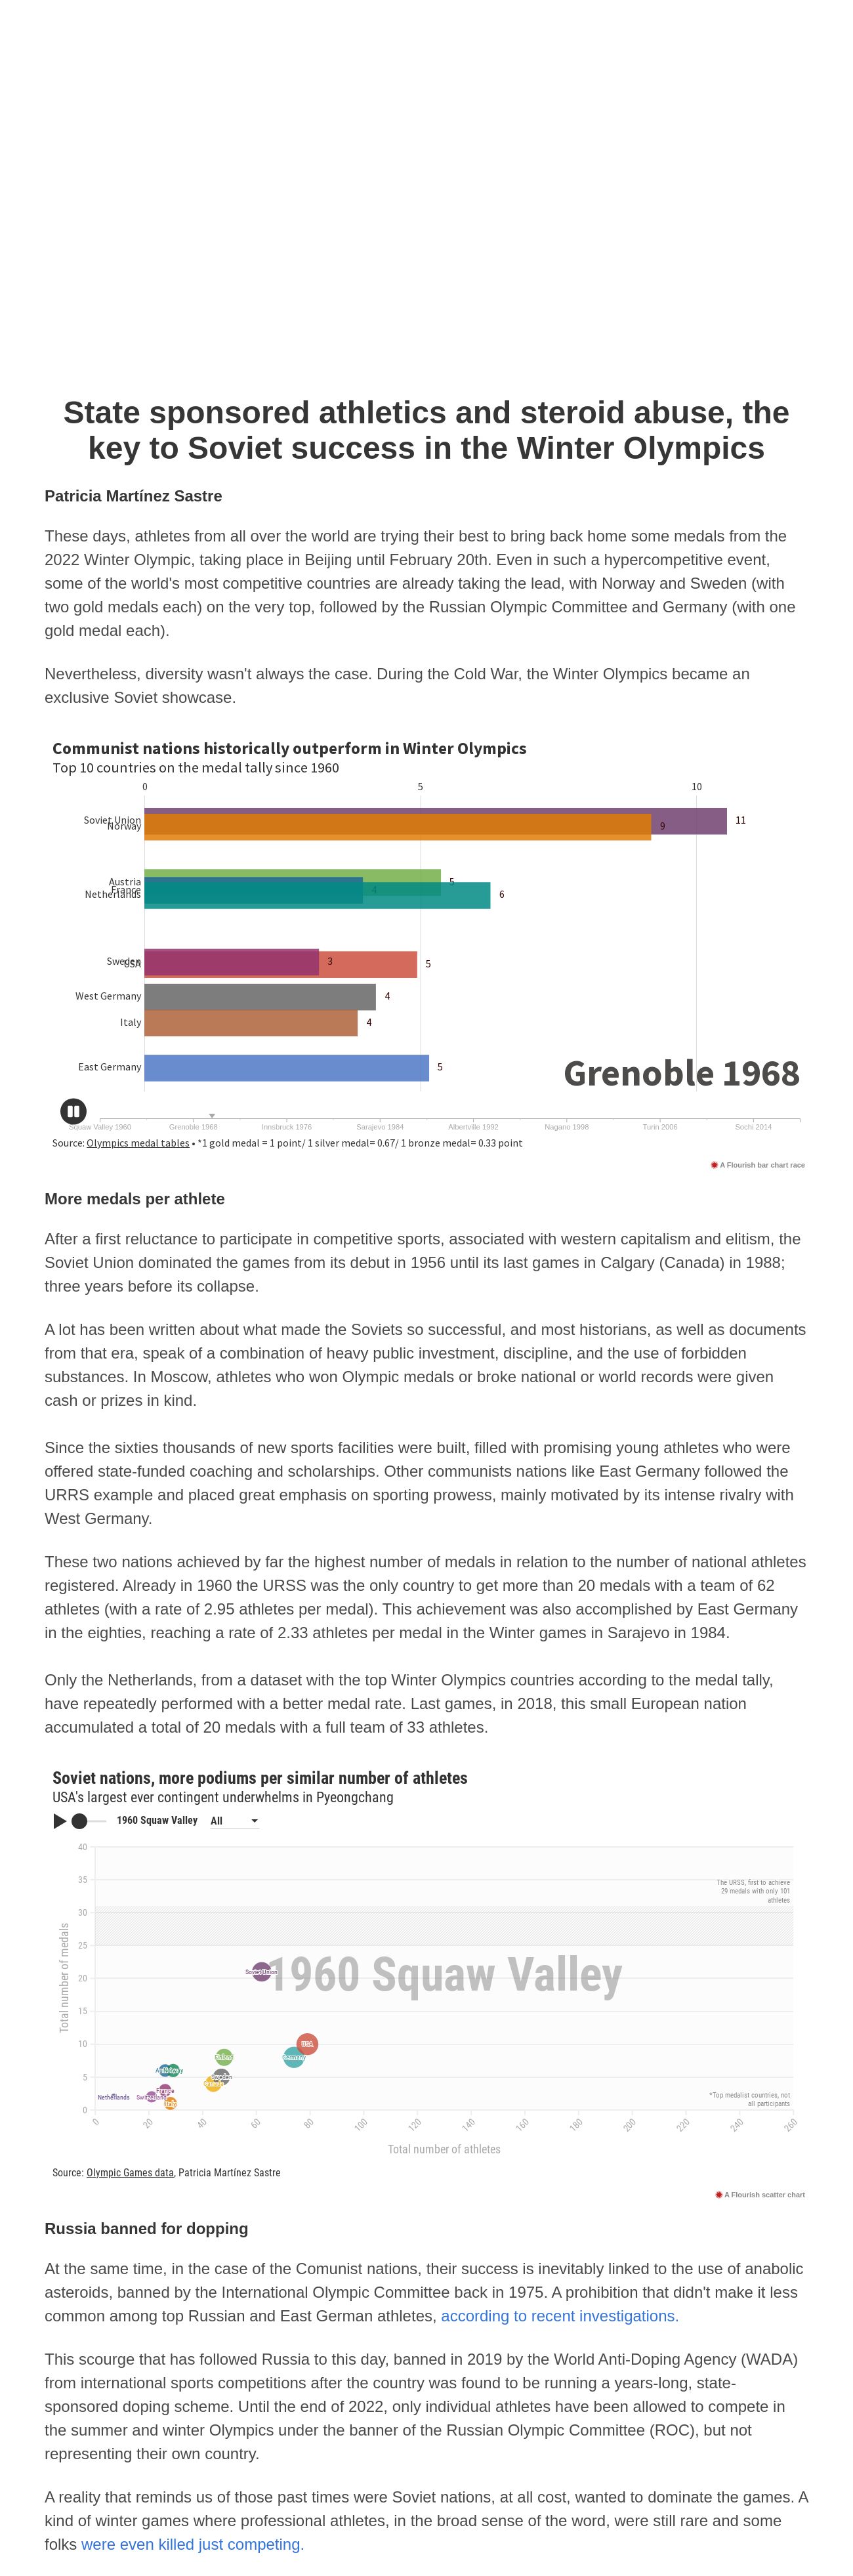 State sponsored athletics and steroid abuse, the
key to Soviet success in the Winter Olympics
Patricia Martínez Sastre
These days, athletes from all over the world are trying their best to bring back home some medals from the
2022 Winter Olympic, taking place in Beijing until February 20th. Even in such a hypercompetitive event,
some of the world's most competitive countries are already taking the lead, with Norway and Sweden (with
two gold medals each) on the very top, followed by the Russian Olympic Committee and Germany (with one
gold medal each).
Nevertheless, diversity wasn't always the case. During the Cold War, the Winter Olympics became an
exclusive Soviet showcase.
Communist nations historically outperform in Winter Olympics
Top 10 countries on the medal tally since 1960
0 5 10
Soviet Union 11
Norway 9
Austria 5
France 4
Netherlands 6
Sweden 3
USA 5
West Germany 4
Italy 4
East Germany 5
Grenoble 1968
Squaw Valley 1960 Grenoble 1968 Innsbruck 1976 Sarajevo 1984 Albertville 1992 Nagano 1998 Turin 2006 Sochi 2014
Source: Olympics medal tables • *1 gold medal = 1 point/ 1 silver medal= 0.67/ 1 bronze medal= 0.33 point
A Flourish bar chart race
More medals per athlete
After a first reluctance to participate in competitive sports, associated with western capitalism and elitism, the
Soviet Union dominated the games from its debut in 1956 until its last games in Calgary (Canada) in 1988;
three years before its collapse.
A lot has been written about what made the Soviets so successful, and most historians, as well as documents
from that era, speak of a combination of heavy public investment, discipline, and the use of forbidden
substances. In Moscow, athletes who won Olympic medals or broke national or world records were given
cash or prizes in kind.
Since the sixties thousands of new sports facilities were built, filled with promising young athletes who were
offered state-funded coaching and scholarships. Other communists nations like East Germany followed the
URRS example and placed great emphasis on sporting prowess, mainly motivated by its intense rivalry with
West Germany.
These two nations achieved by far the highest number of medals in relation to the number of national athletes
registered. Already in 1960 the URSS was the only country to get more than 20 medals with a team of 62
athletes (with a rate of 2.95 athletes per medal). This achievement was also accomplished by East Germany
in the eighties, reaching a rate of 2.33 athletes per medal in the Winter games in Sarajevo in 1984.
Only the Netherlands, from a dataset with the top Winter Olympics countries according to the medal tally,
have repeatedly performed with a better medal rate. Last games, in 2018, this small European nation
accumulated a total of 20 medals with a full team of 33 athletes.
Soviet nations, more podiums per similar number of athletes
USA's largest ever contingent underwhelms in Pyeongchang
1960 Squaw Valley All
40
35
30
25
20
15
10
5
0
Total number of medals
The URSS, first to achieve
29 medals with only 101
athletes
1960 Squaw Valley
Soviet Union
USA
Germany
Finland
Sweden
Norway
France
Switzerland
Netherlands
Italy
*Top medalist countries, not
all participants
0 20 40 60 80 100 120 140 160 180 200 220 240 260
Total number of athletes
Source: Olympic Games data, Patricia Martínez Sastre
A Flourish scatter chart
Russia banned for dopping
At the same time, in the case of the Comunist nations, their success is inevitably linked to the use of anabolic
asteroids, banned by the International Olympic Committee back in 1975. A prohibition that didn't make it less
common among top Russian and East German athletes, according to recent investigations.
This scourge that has followed Russia to this day, banned in 2019 by the World Anti-Doping Agency (WADA)
from international sports competitions after the country was found to be running a years-long, state-
sponsored doping scheme. Until the end of 2022, only individual athletes have been allowed to compete in
the summer and winter Olympics under the banner of the Russian Olympic Committee (ROC), but not
representing their own country.
A reality that reminds us of those past times were Soviet nations, at all cost, wanted to dominate the games. A
kind of winter games where professional athletes, in the broad sense of the word, were still rare and some
folks were even killed just competing.